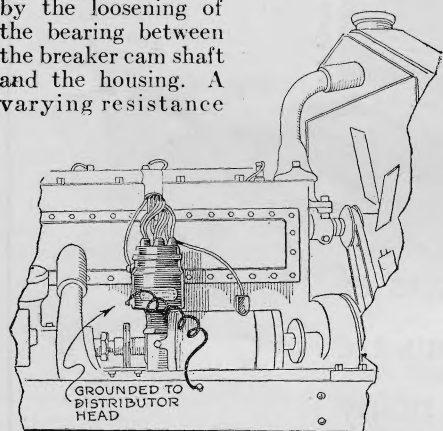 by the loosening of
the bearing between
the breaker cam shaft
and the housing. A
varying resistance
GROUNDED TO
DISTRIBUTOR
HEAD